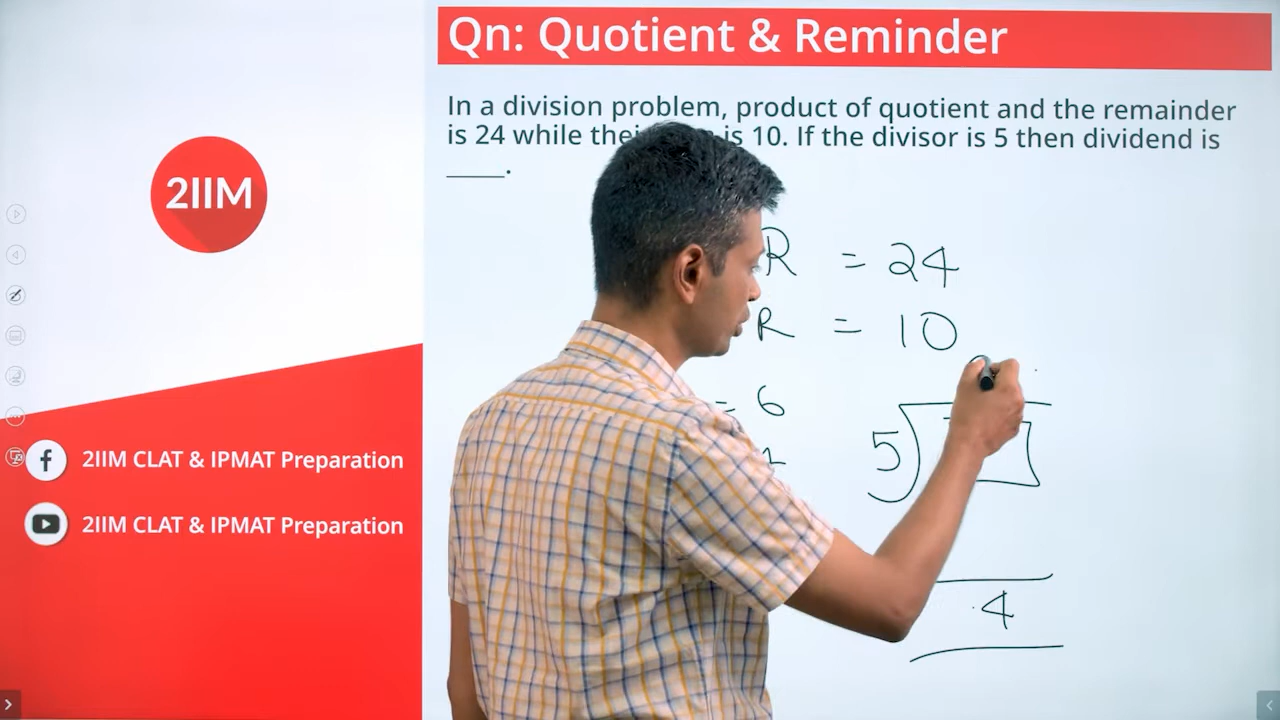 Qn: Quotient & Reminder
In a division problem, product of quotient and the remainder
is 24 while is 10. If the divisor is 5 then dividend is
____.
2IIM
R = 24
R = 10
= 6
5
4
2IIM CLAT & IPMAT Preparation
2IIM CLAT & IPMAT Preparation